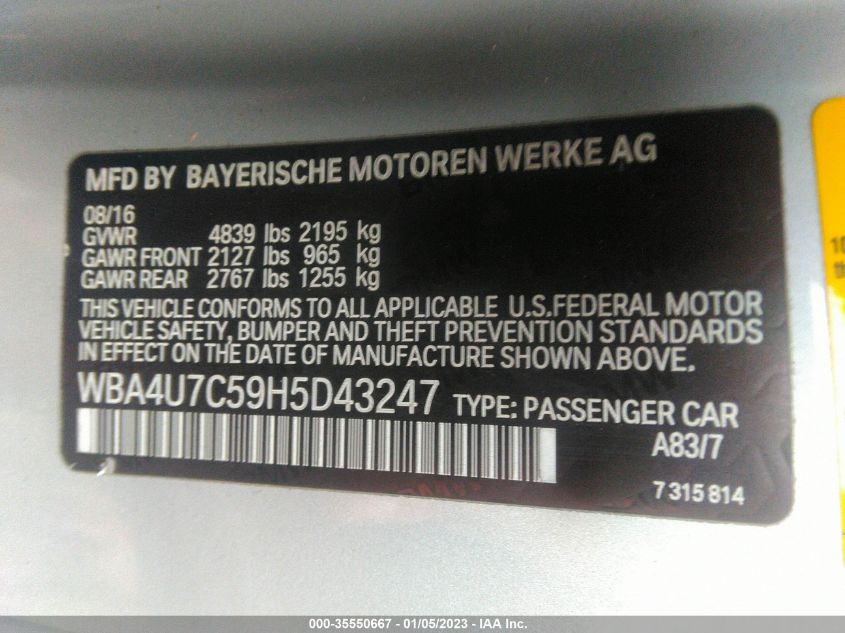 MFD BY BAYERISCHE MOTOREN WERKE AG
08/16
GVWR 4839 lbs 2195 kg
GAWR FRONT 2127 lbs 965 kg
GAWR REAR 2767 lbs 1255 kg
THIS VEHICLE CONFORMS TO ALL APPLICABLE U.S.FEDERAL MOTOR
VEHICLE SAFETY, BUMPER AND THEFT PREVENTION STANDARDS
IN EFFECT ON THE DATE OF MANUFACTURE SHOWN ABOVE.
WBA4U7C59H5D43247 TYPE: PASSENGER CAR
A83/7
7 315 814
10
000-35550667 - 01/05/2023 - IAA Inc.